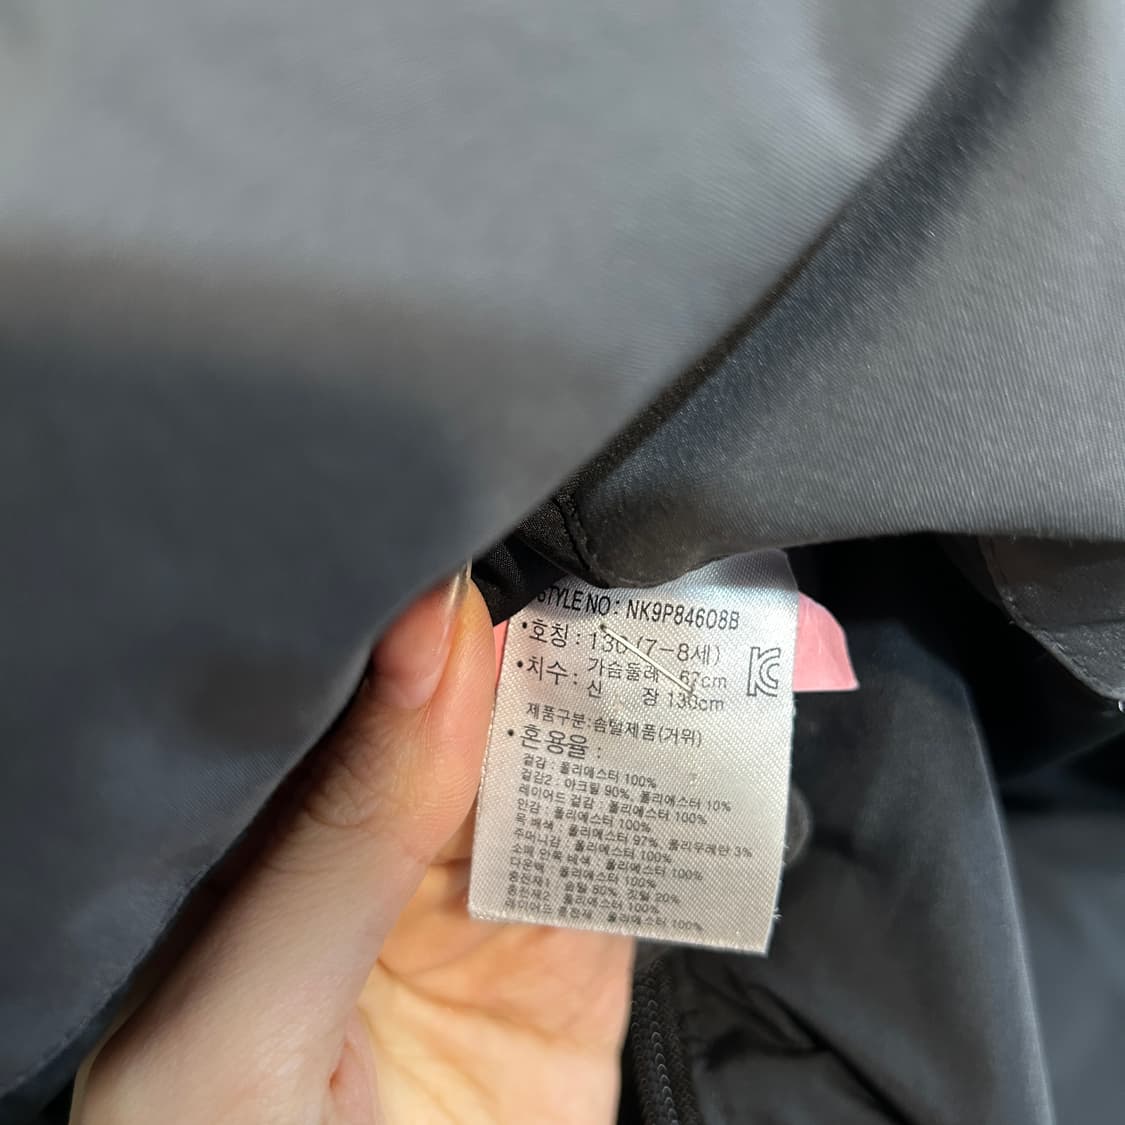 STYLE NO : NK9P84608B
•호칭 : 130 (7-8세)
•치수 : 가슴둘레 67cm
신 장 130cm
KC
제품구분:솜털제품(거위)
•혼용율 :
겉감 : 폴리에스터 100%
겉감2 : 아크릴 90%, 폴리에스터 10%
레이어드 겉감 : 폴리에스터 100%
안감 : 폴리에스터 100%
목 배색 : 폴리에스터 97%, 폴리우레탄 3%
주머니감 : 폴리에스터 100%
소매 안쪽 배색 : 폴리에스터 100%
다운백 : 폴리에스터 100%
충전재1 : 솜털 80%, 깃털 20%
충전재2 : 폴리에스터 100%
레이어드 충전재 : 폴리에스터 100%